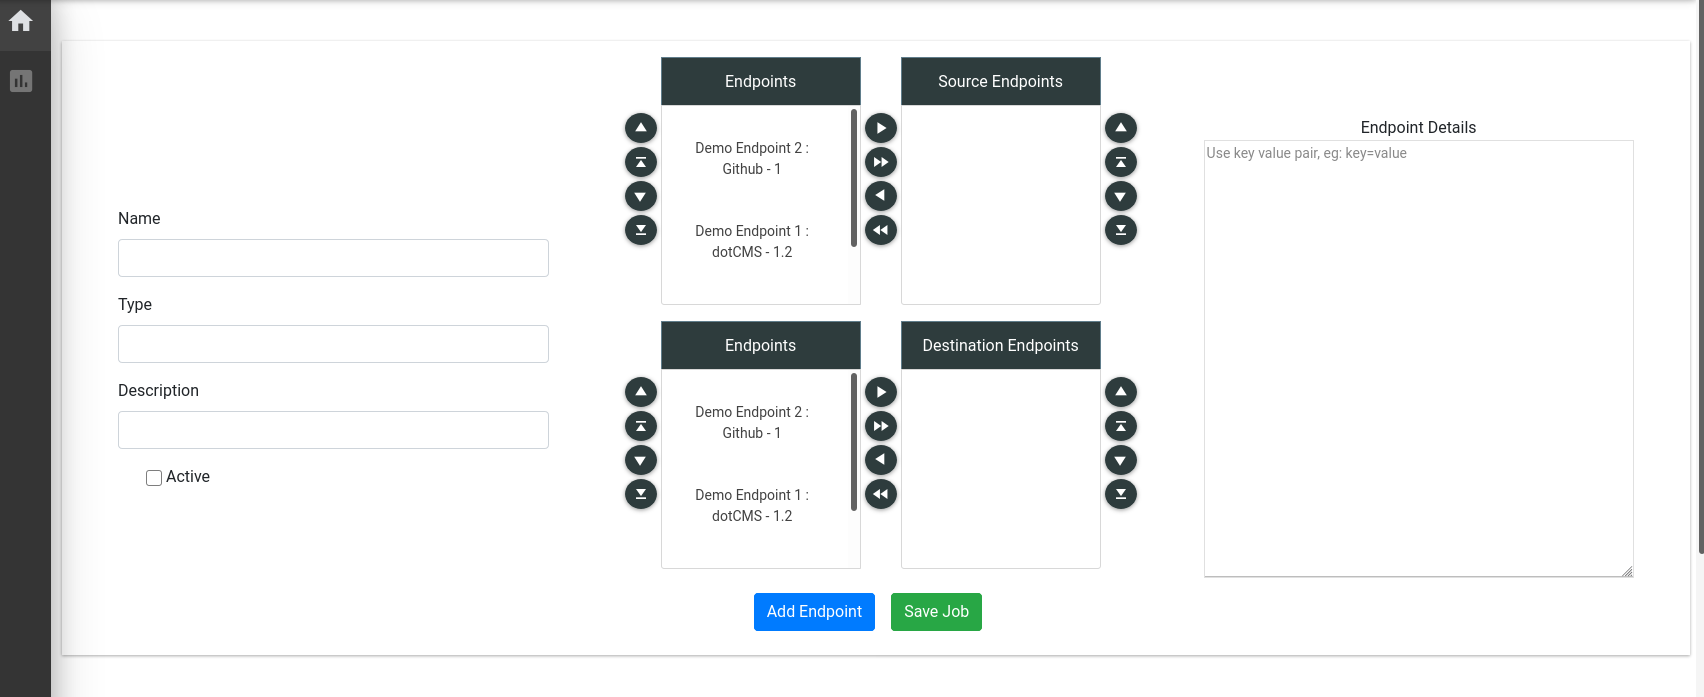 Name
Type
Description
Active
Endpoints
Demo Endpoint 2 :
Github - 1
Demo Endpoint 1 :
dotCMS - 1.2
Source Endpoints
Endpoints
Demo Endpoint 2 :
Github - 1
Demo Endpoint 1 :
dotCMS - 1.2
Destination Endpoints
Endpoint Details
Use key value pair, eg: key=value
Add Endpoint
Save Job